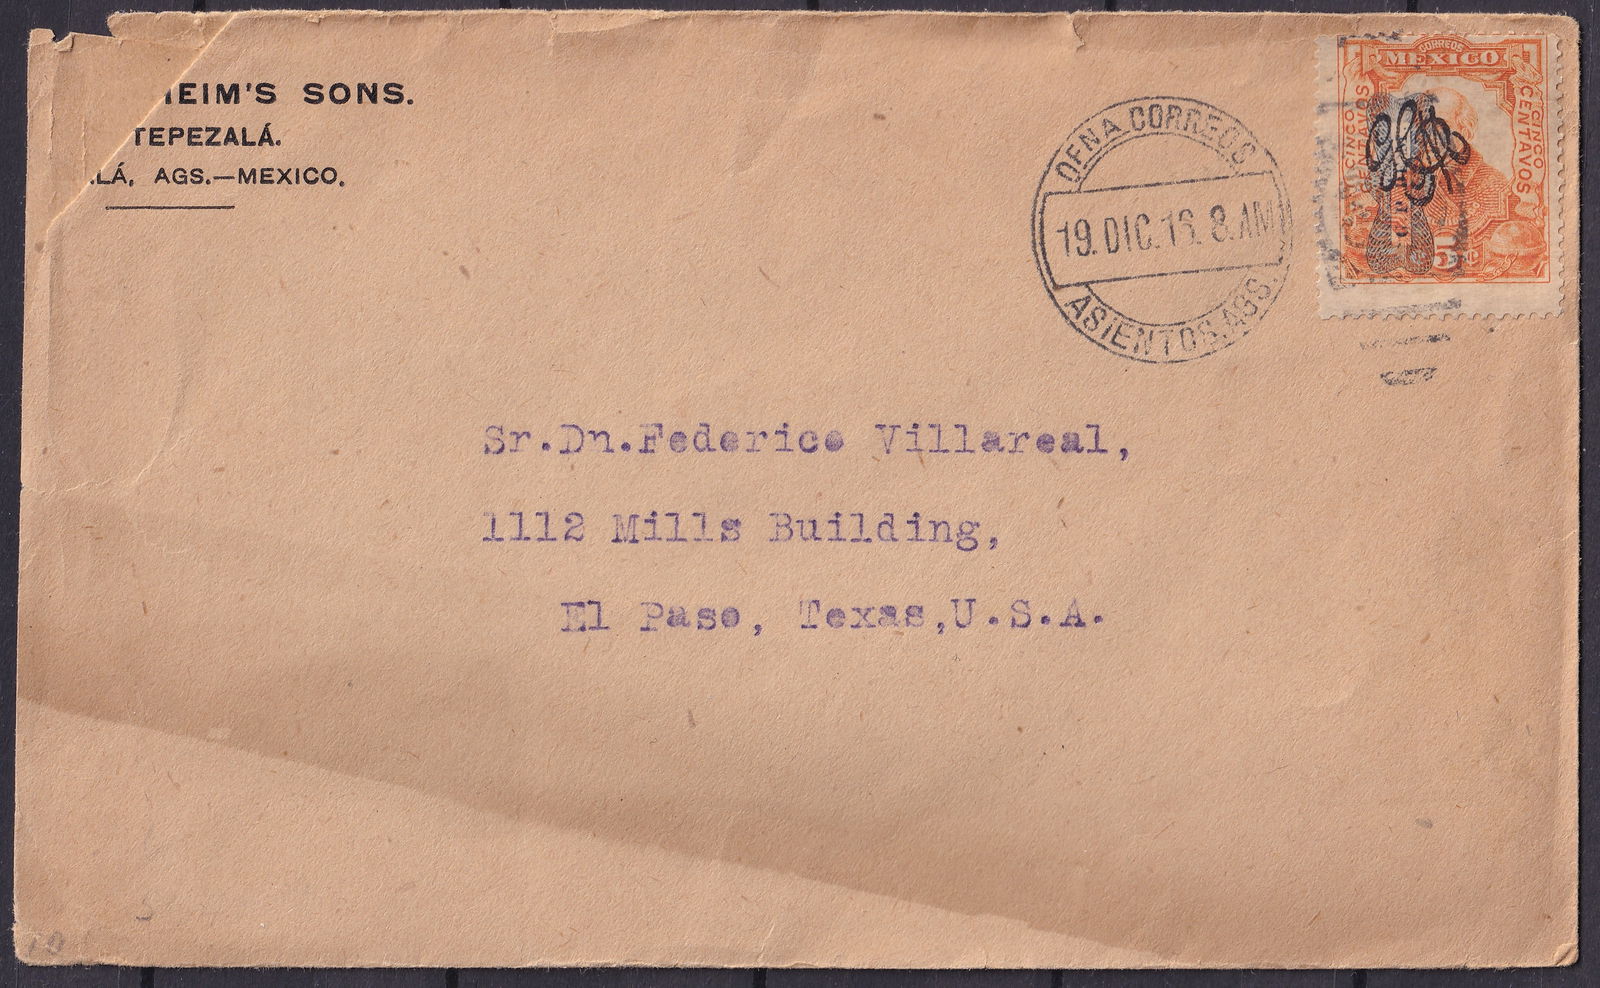 HEIM'S SONS.
TEPEZALÁ.
LÁ, AGS.—MEXICO.
OFNA. CORREOS
19. DIC. 16. 8. AM
ASIENTOS, AGS.
CORREOS
MEXICO
CINCO CENTAVOS
CINCO CENTAVOS
Sr.Dn.Federico Villareal,
1112 Mills Building,
El Paso, Texas,U.S.A.